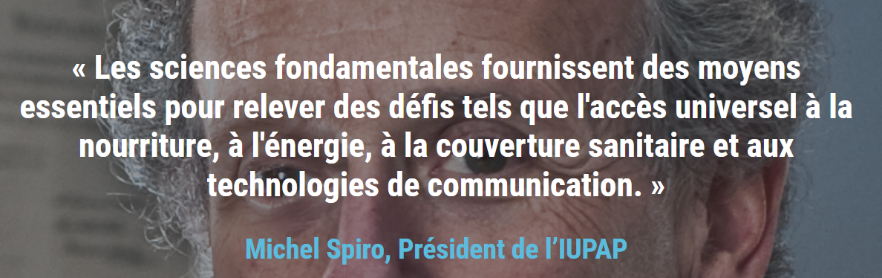 « Les sciences fondamentales fournissent des moyens
essentiels pour relever des défis tels que l'accès universel à la
nourriture, à l'énergie, à la couverture sanitaire et aux
technologies de communication. »
Michel Spiro, Président de l’IUPAP